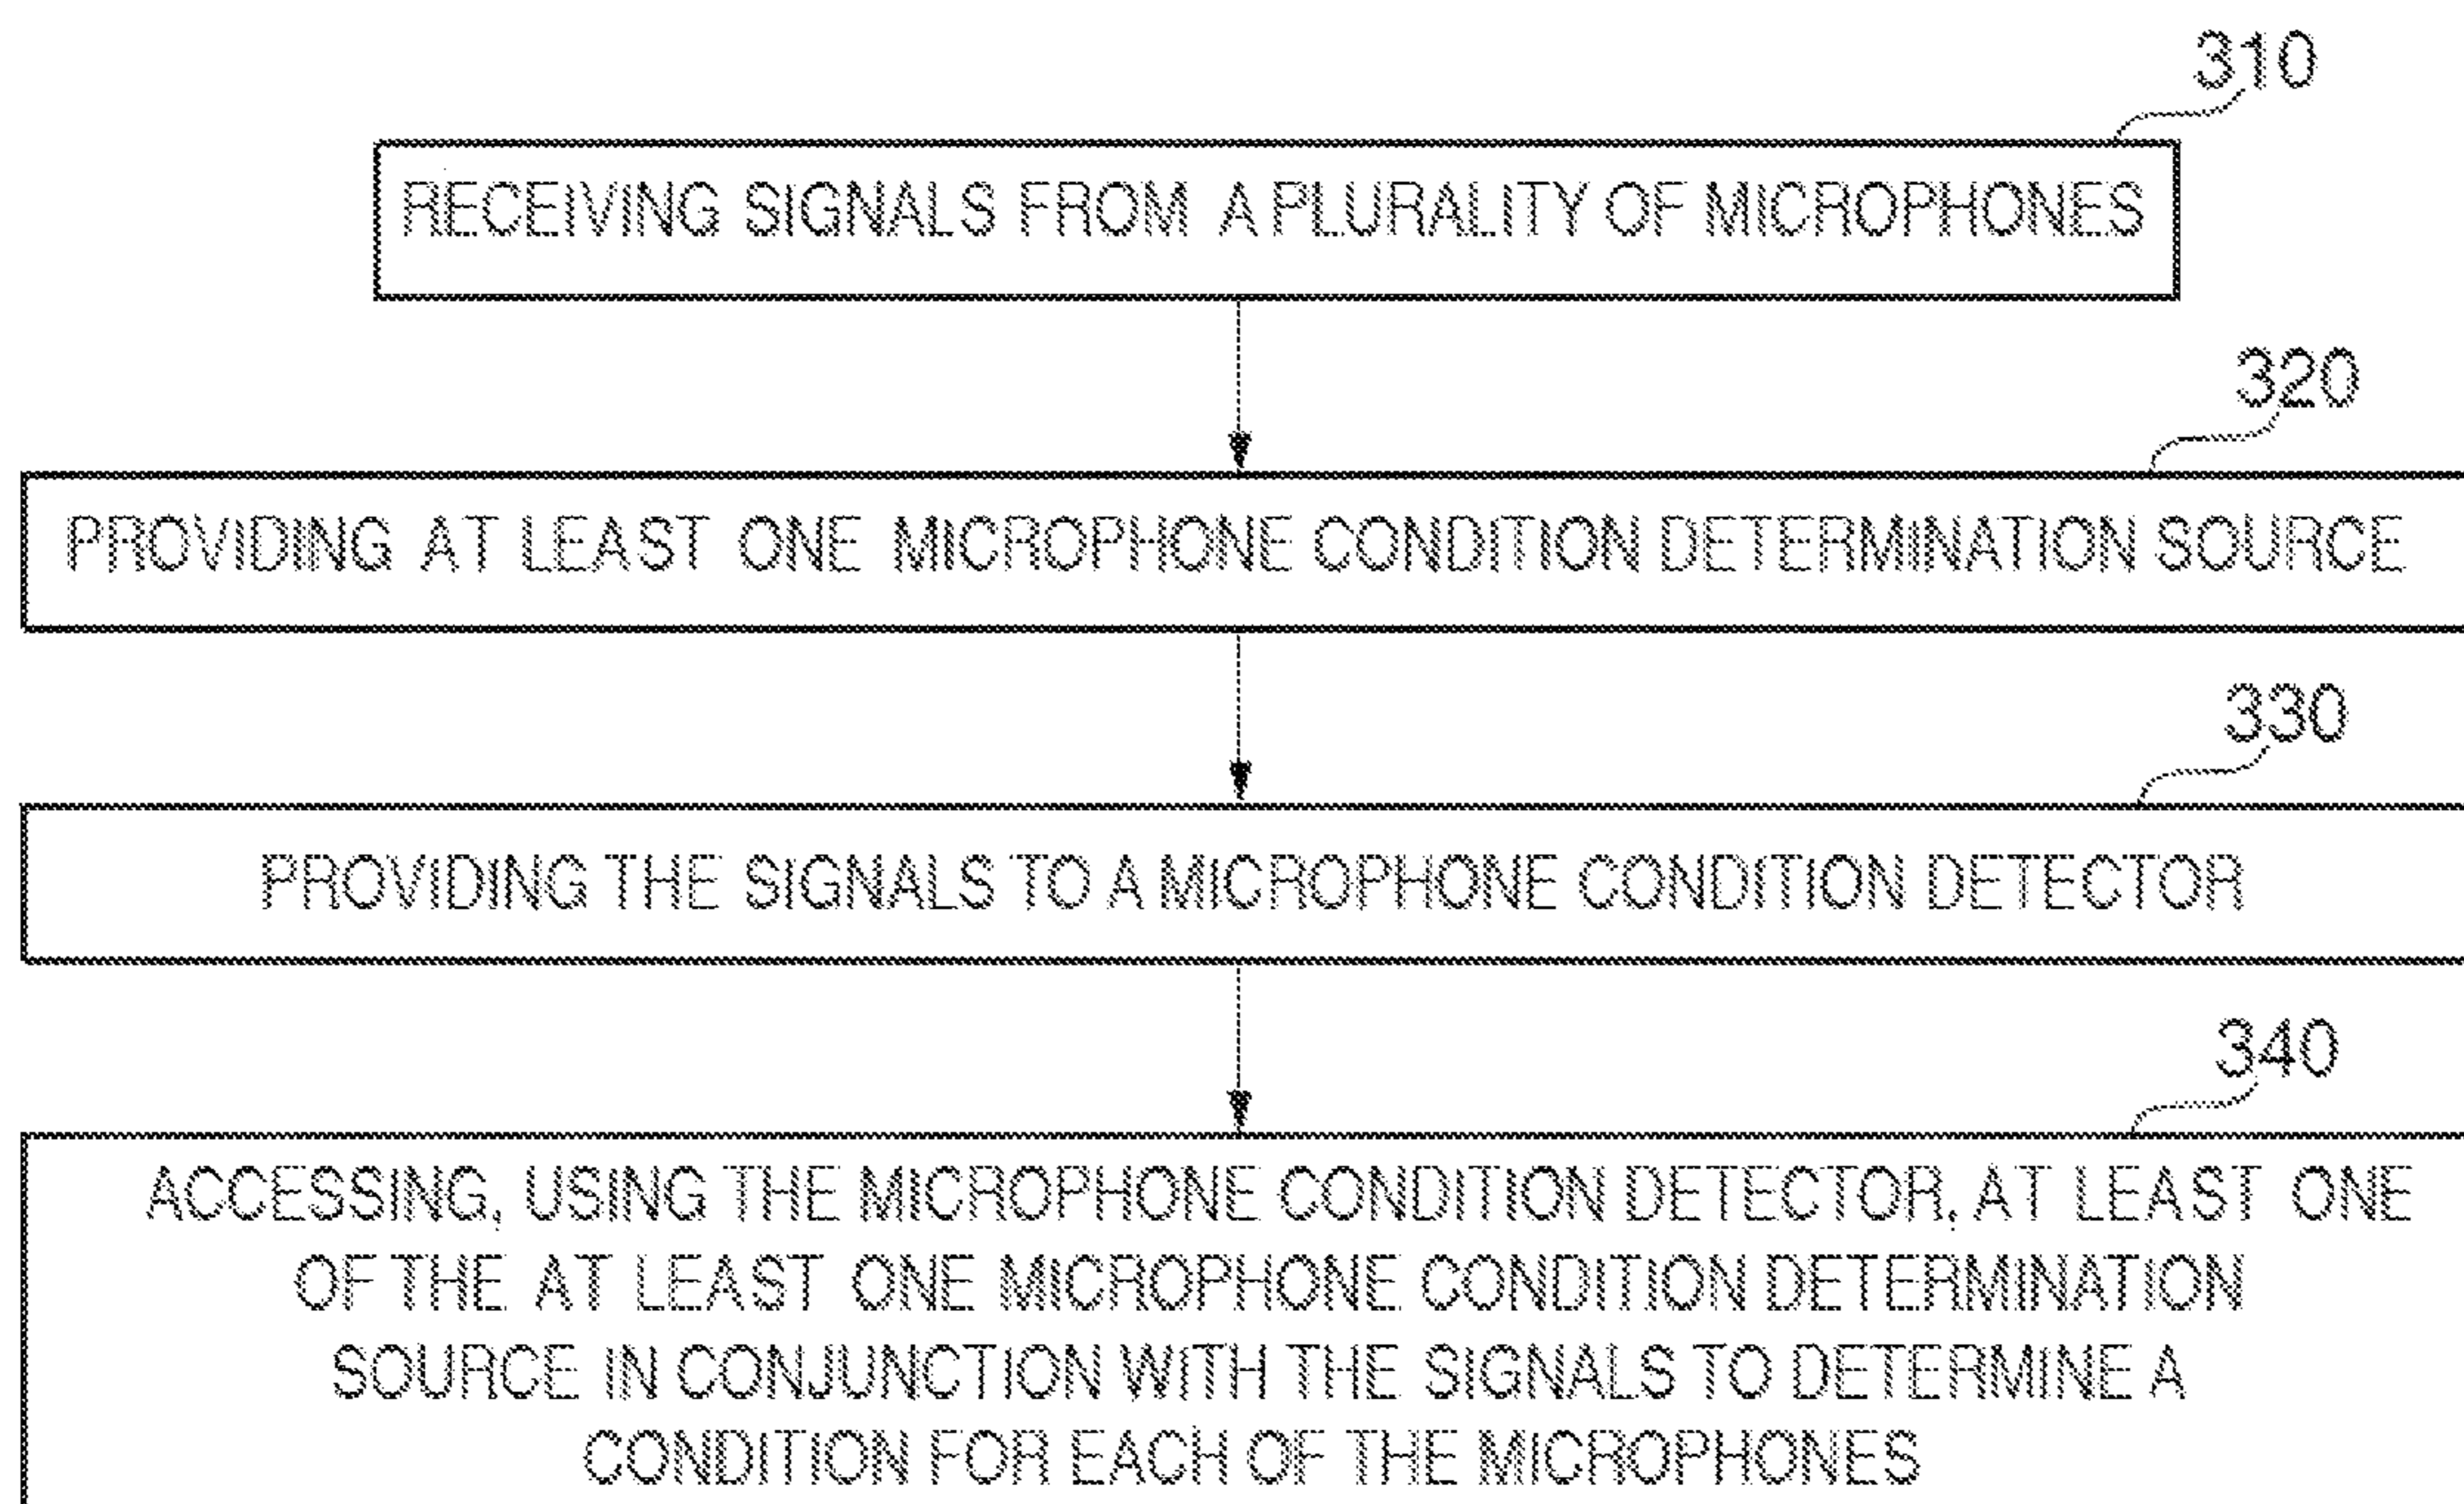 310
RECEIVING SIGNALS FROM A PLURALITY OF MICROPHONES
320
PROVIDING AT LEAST ONE MICROPHONE CONDITION DETERMINATION SOURCE
330
PROVIDING THE SIGNALS TO A MICROPHONE CONDITION DETECTOR
340
ACCESSING, USING THE MICROPHONE CONDITION DETECTOR, AT LEAST ONE
OF THE AT LEAST ONE MICROPHONE CONDITION DETERMINATION
SOURCE IN CONJUNCTION WITH THE SIGNALS TO DETERMINE A
CONDITION FOR EACH OF THE MICROPHONES